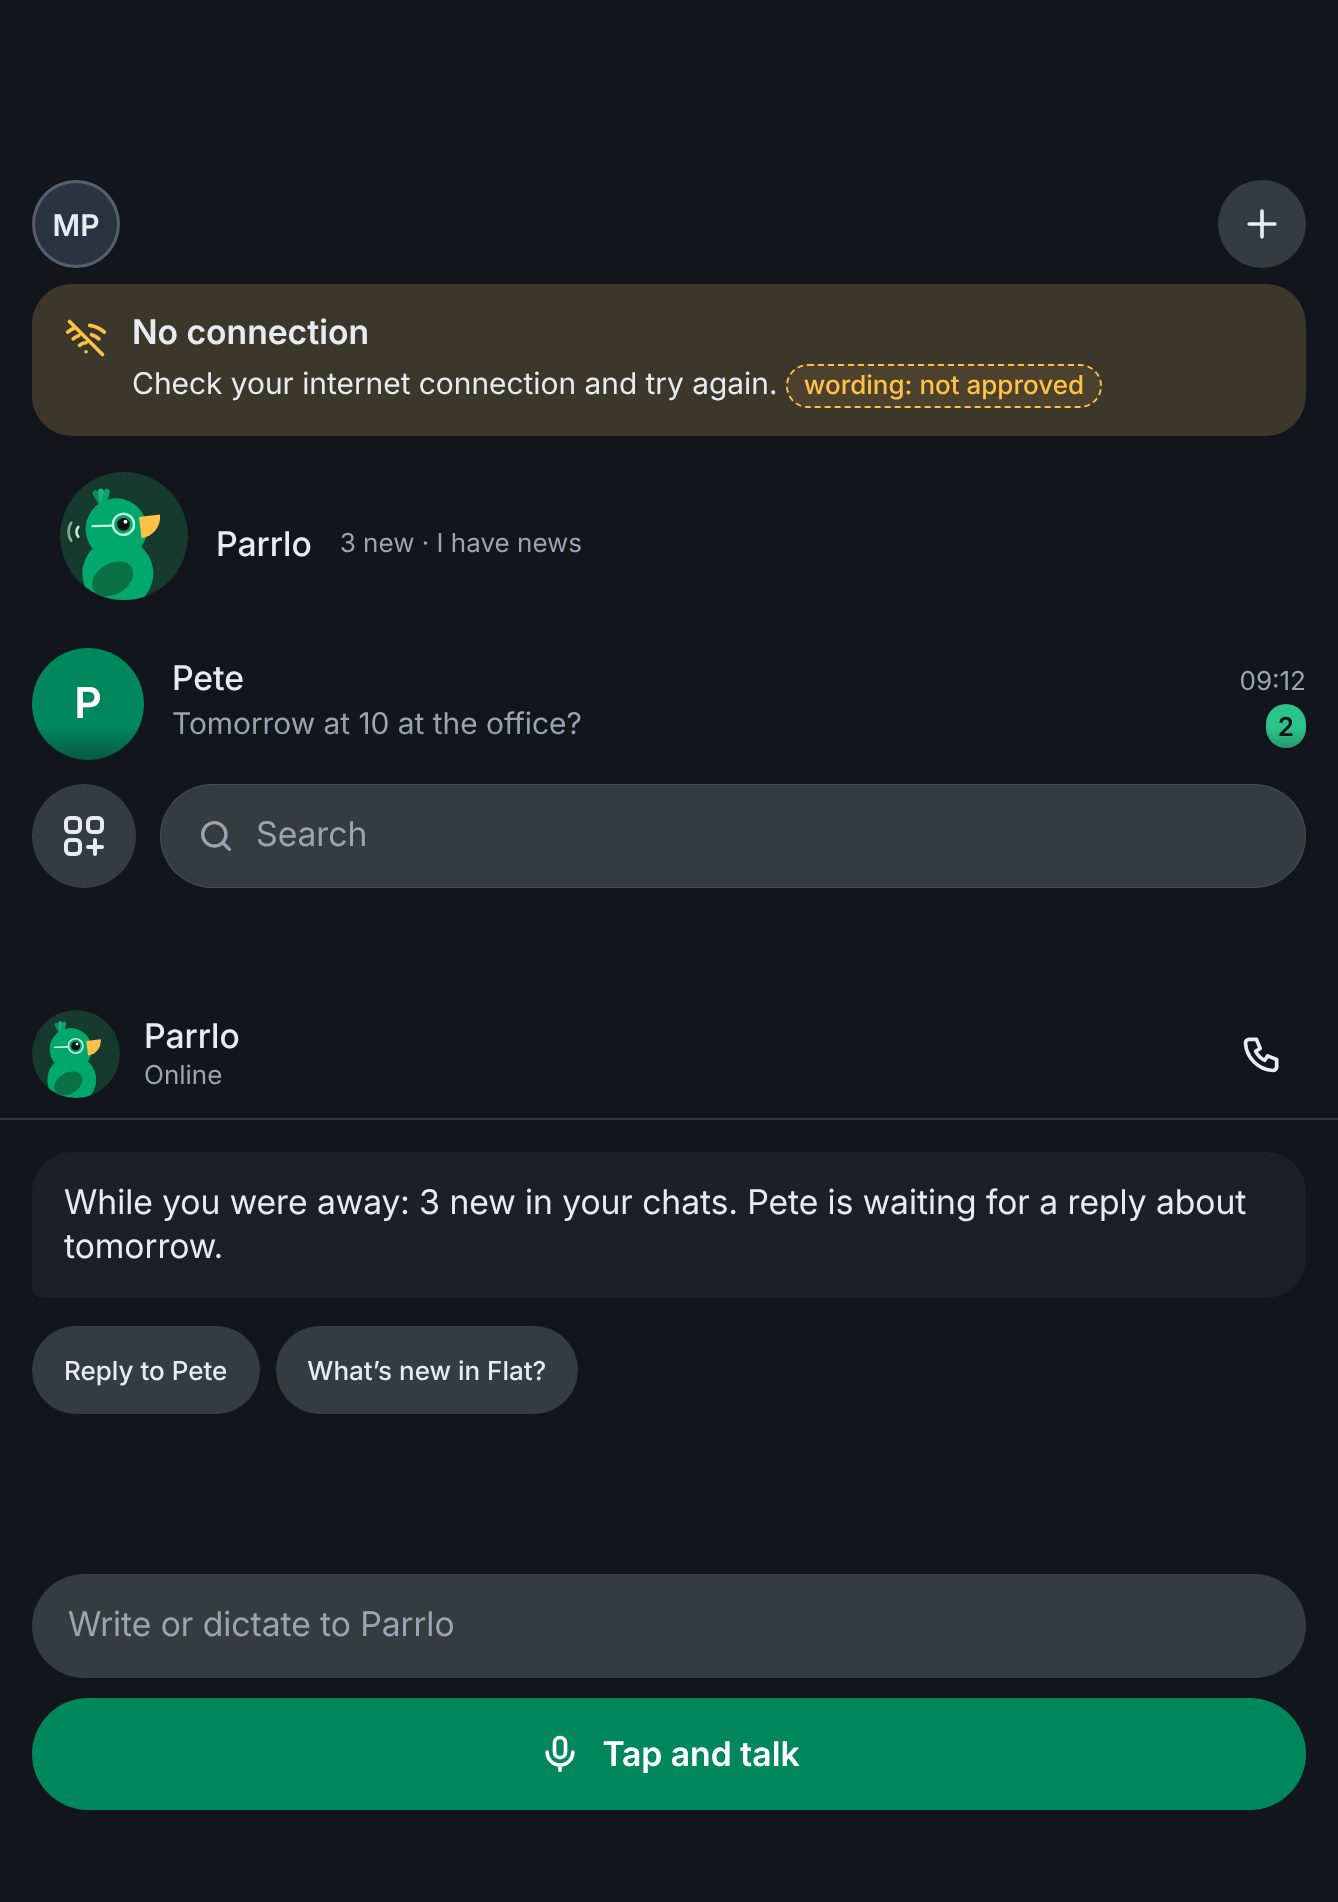 MP
No connection
Check your internet connection and try again. wording: not approved
Parrlo 3 new · I have news
P
Pete
09:12
Tomorrow at 10 at the office?
2
Search
Parrlo
Online
While you were away: 3 new in your chats. Pete is waiting for a reply about
tomorrow.
Reply to Pete
What’s new in Flat?
Write or dictate to Parrlo
Tap and talk